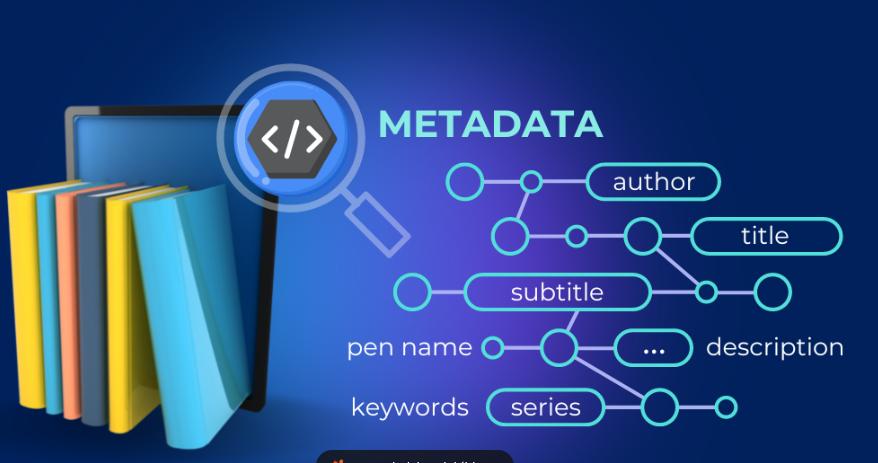 </>
METADATA
author
title
subtitle
pen name ... description
keywords series